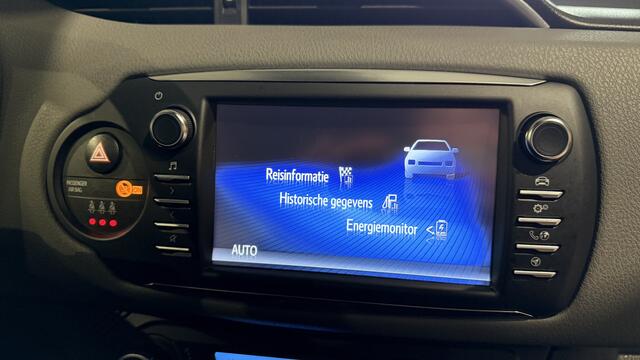 Reisinformatie
Historische gegevens
Energiemonitor
AUTO
PASSENGER
AIR BAG